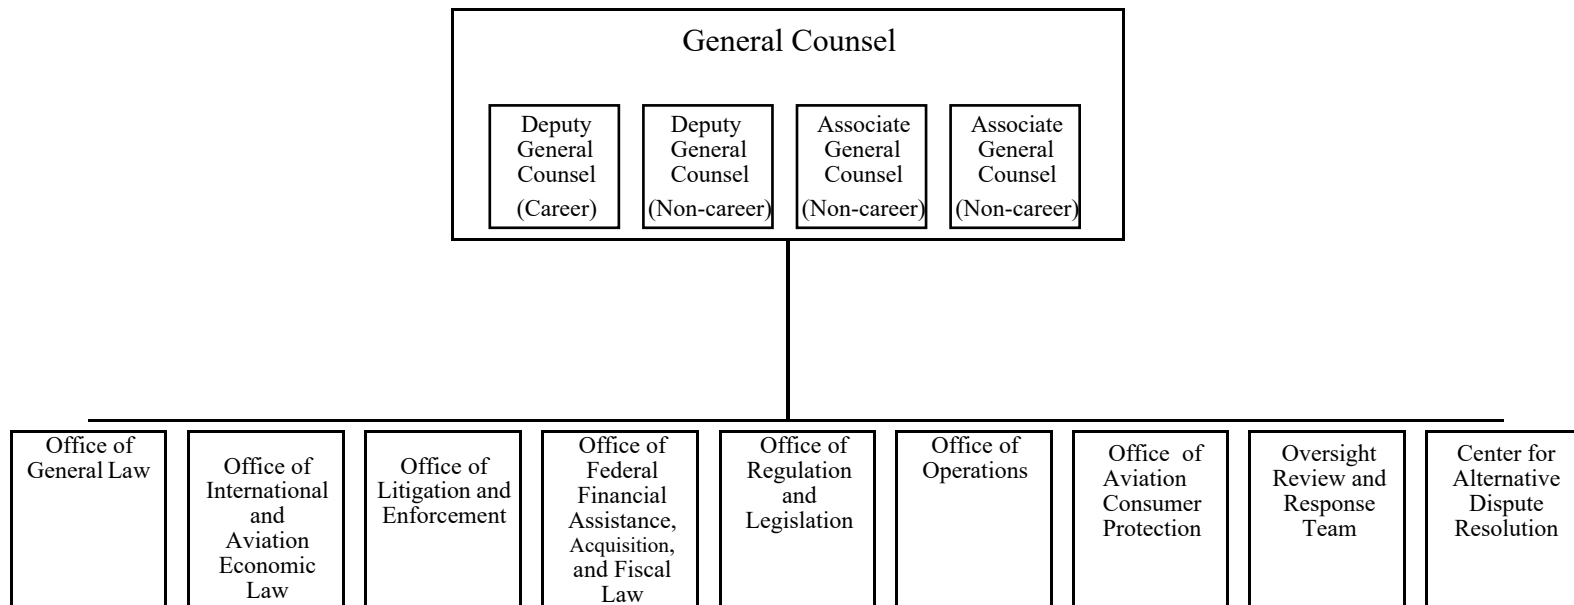 General Counsel
Deputy
General
Counsel
(Career)
Deputy
General
Counsel
(Non-career)
Associate
General
Counsel
(Non-career)
Associate
General
Counsel
(Non-career)
Office of
General Law
Office of
International
and
Aviation
Economic
Law
Office of
Litigation and
Enforcement
Office of
Federal
Financial
Assistance,
Acquisition,
and Fiscal
Law
Office of
Regulation
and
Legislation
Office of
Operations
Office of
Aviation
Consumer
Protection
Oversight
Review and
Response
Team
Center for
Alternative
Dispute
Resolution